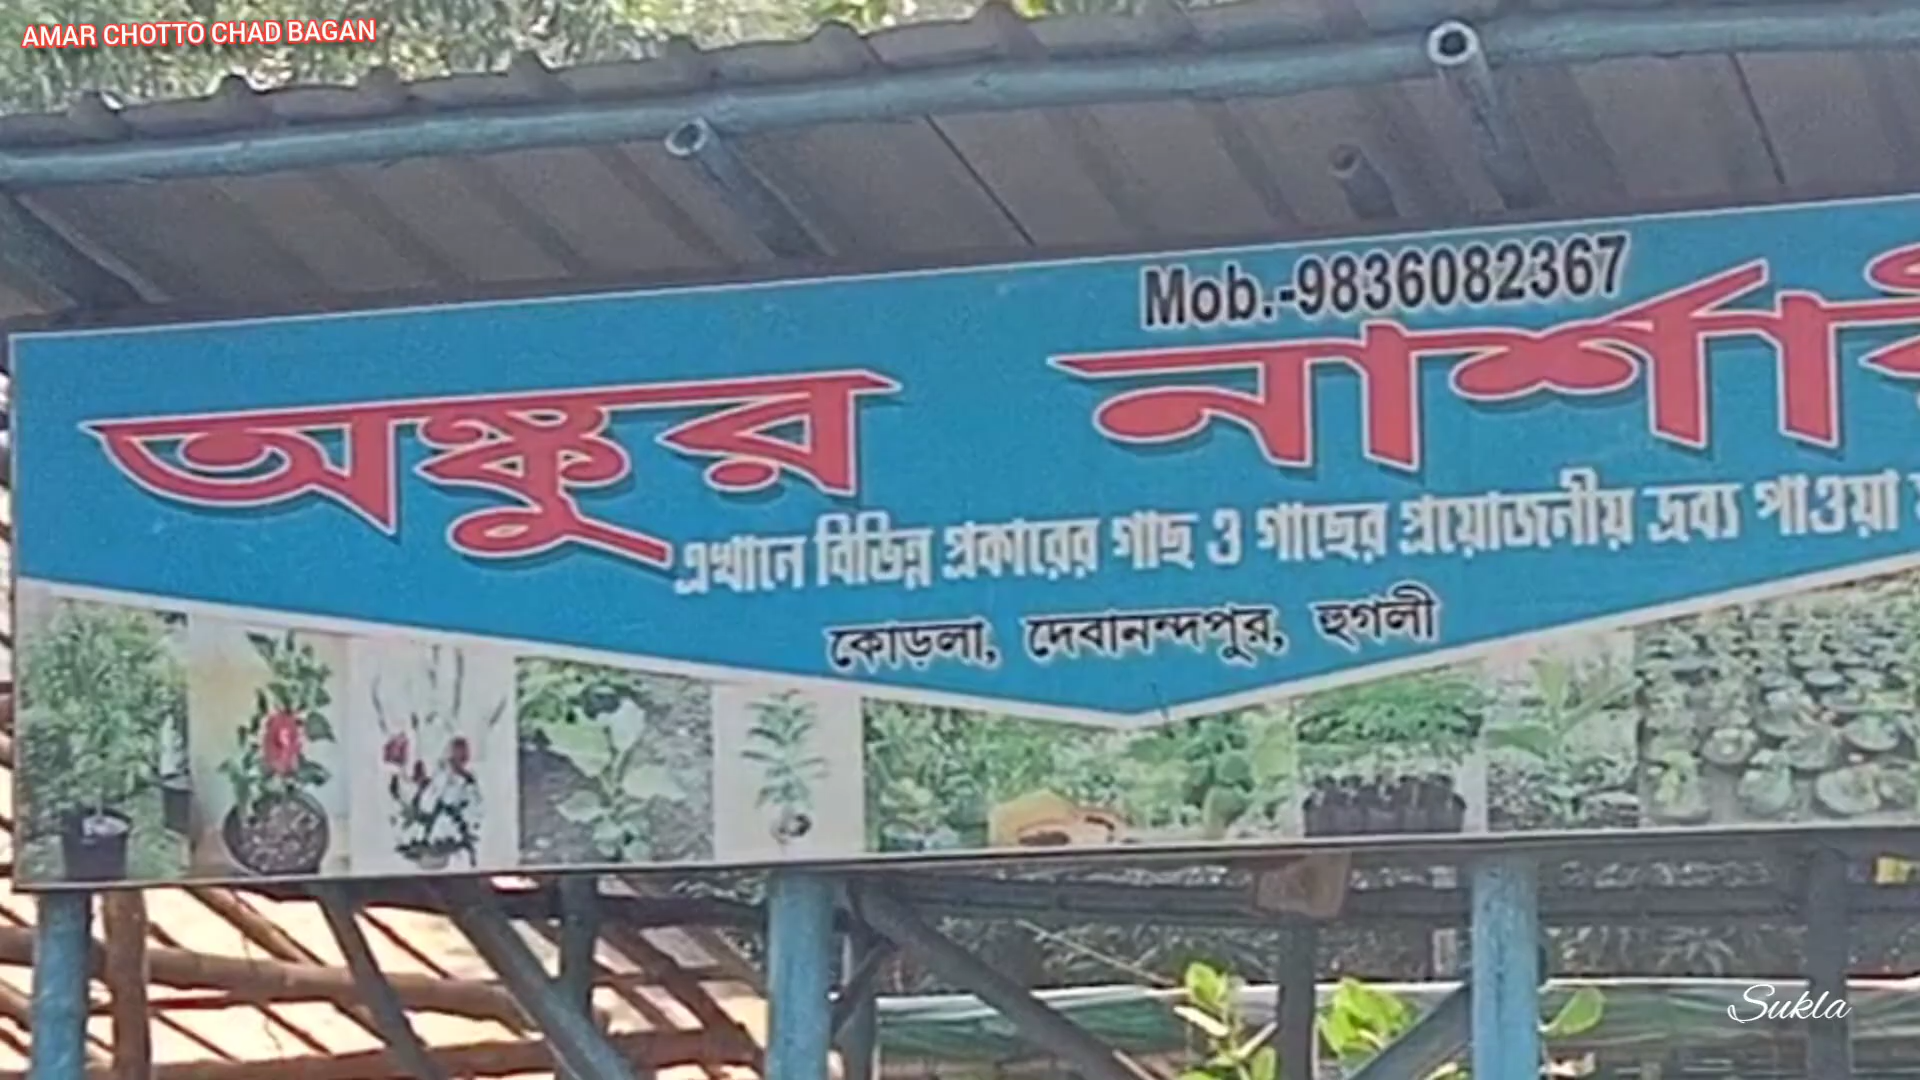 AMAR CHOTTO CHAD BAGAN
Mob.-9836082367
অঙ্কুর
এখানে বিভিন্ন প্রকারের গাছ ও গাছের প্রয়োজনীয় দ্রব্য পাওয়া
কোড়লা, দেবানন্দপুর, হুগলী
Sukla